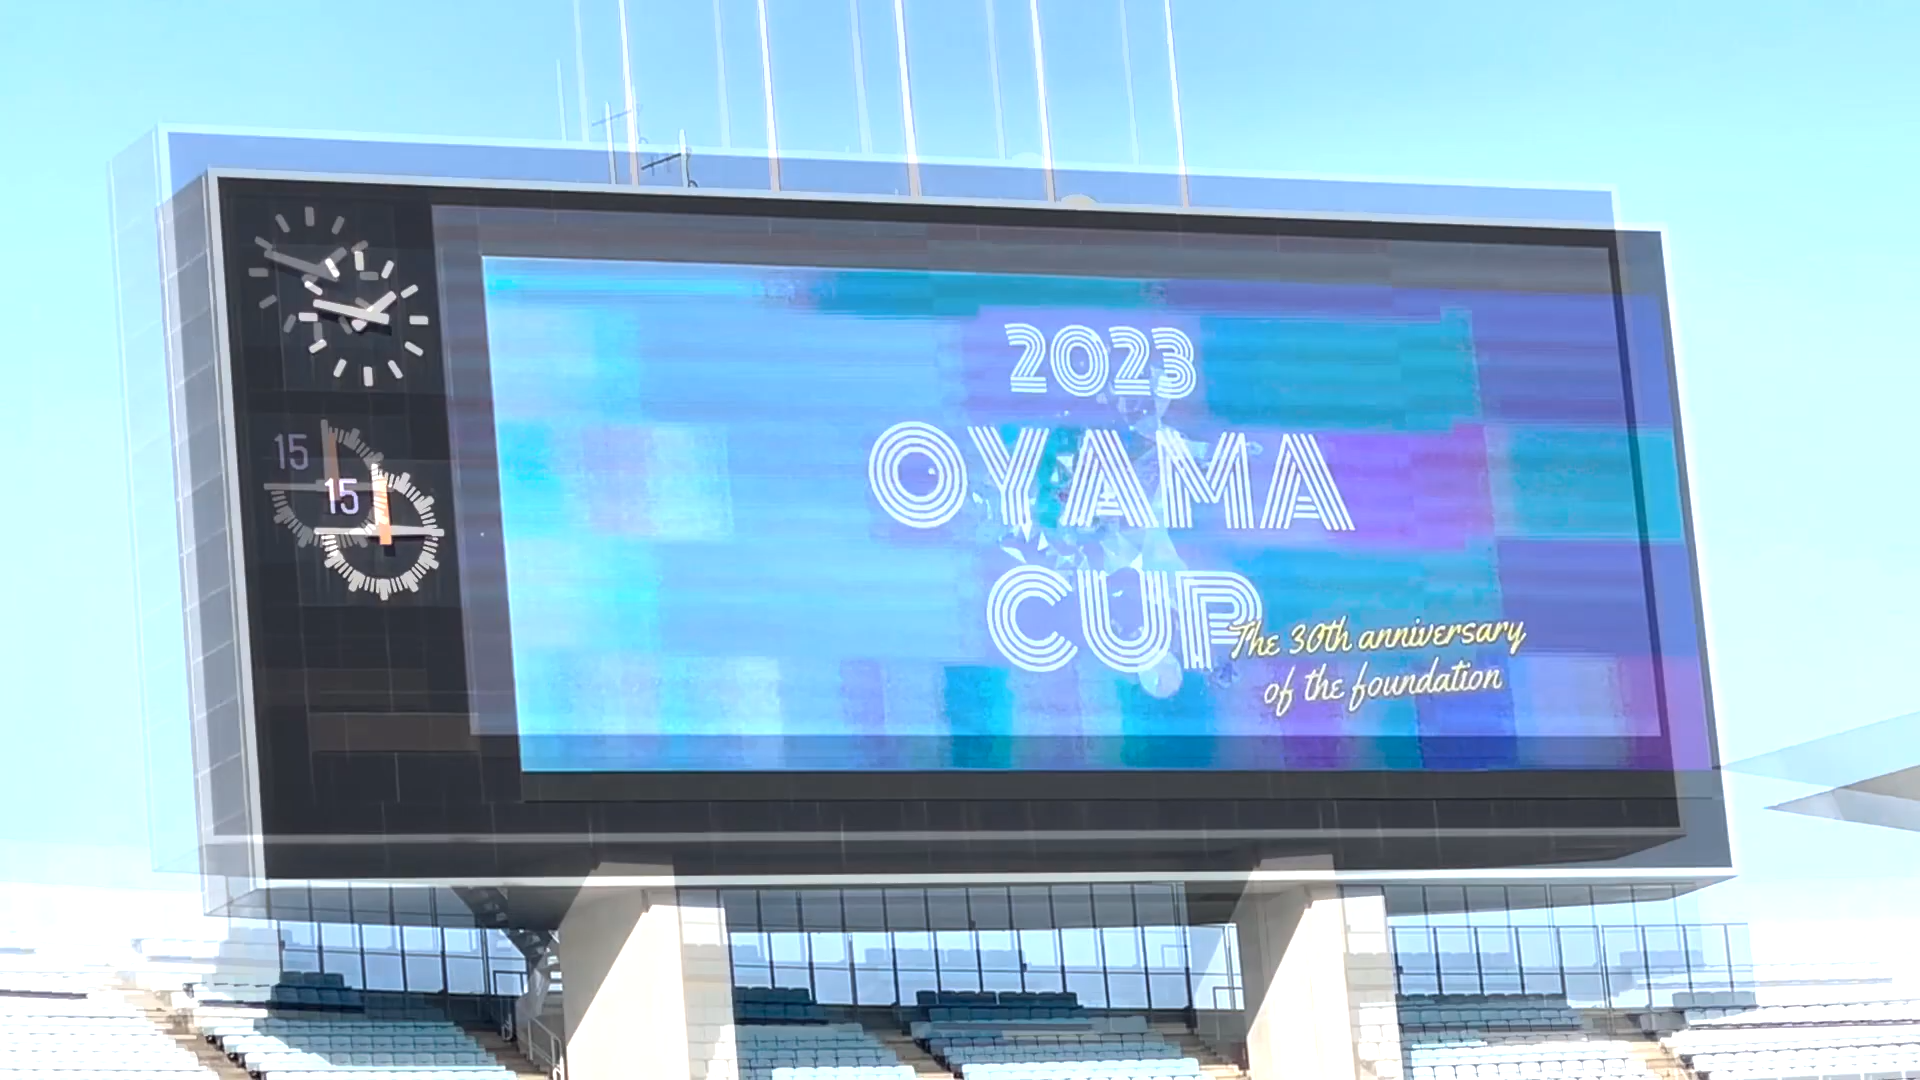 2023
OYAMA
CUP
The 30th anniversary
of the foundation
15
15